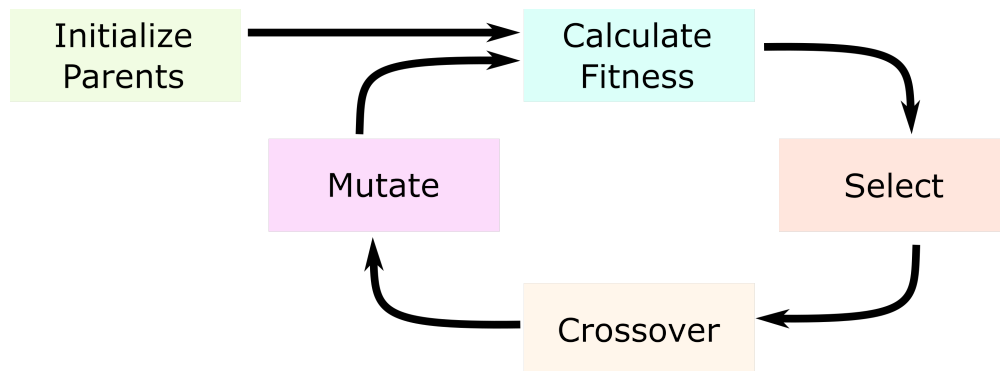 Initialize
Parents
Calculate
Fitness
Mutate
Select
Crossover